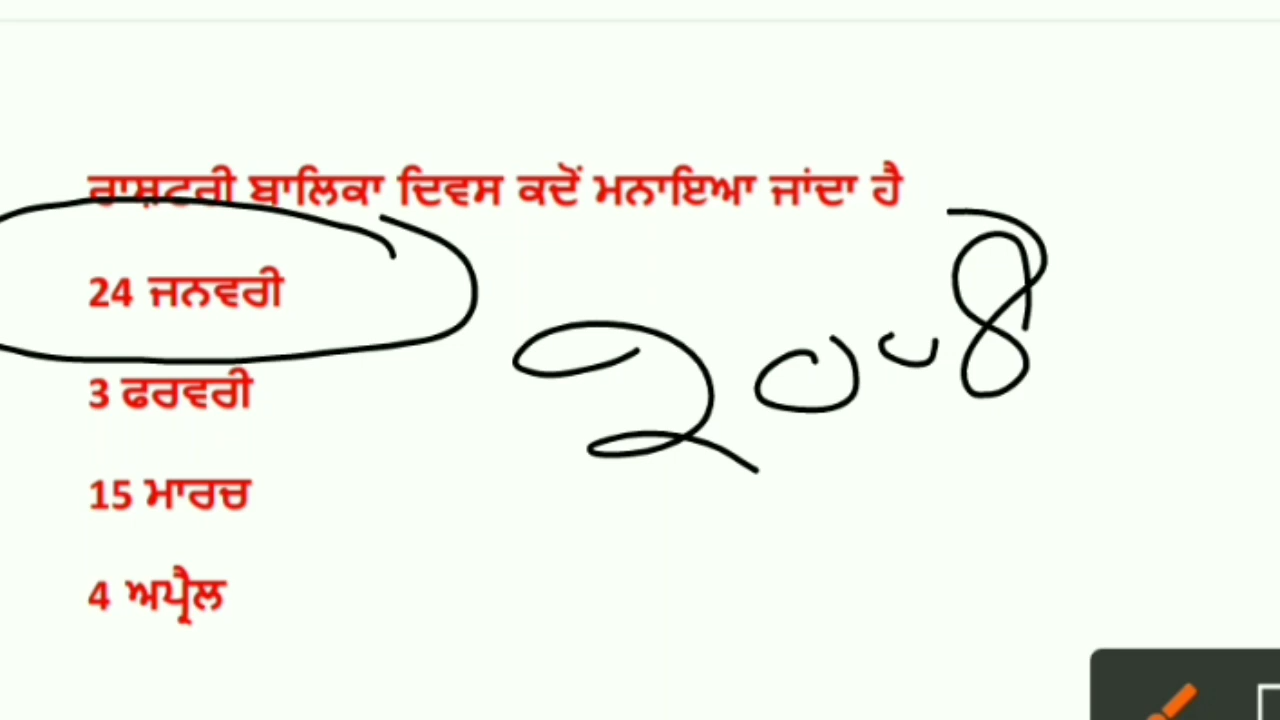 ਰਾਸ਼ਟਰੀ ਬਾਲਿਕਾ ਦਿਵਸ ਕਦੋਂ ਮਨਾਇਆ ਜਾਂਦਾ ਹੈ
24 ਜਨਵਰੀ
2008
3 ਫਰਵਰੀ
15 ਮਾਰਚ
4 ਅਪ੍ਰੈਲ